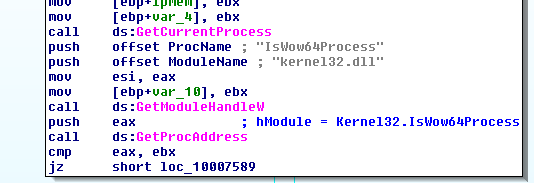 mov [ebp+lpMem], ebx
mov [ebp+var_4], ebx
call ds:GetCurrentProcess
push offset ProcName ; "IsWow64Process"
push offset ModuleName ; "kernel32.dll"
mov esi, eax
mov [ebp+var_10], ebx
call ds:GetModuleHandleW
push eax ; hModule = Kernel32.IsWow64Process
call ds:GetProcAddress
cmp eax, ebx
jz short loc_10007589